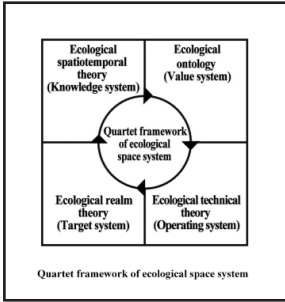 Ecological
spatiotemporal
theory
(Knowledge system)
Ecological
ontology
(Value system)
Quartet framework
of ecological
space system
Ecological realm
theory
(Target system)
Ecological technical
theory
(Operating system)
Quartet framework of ecological space system